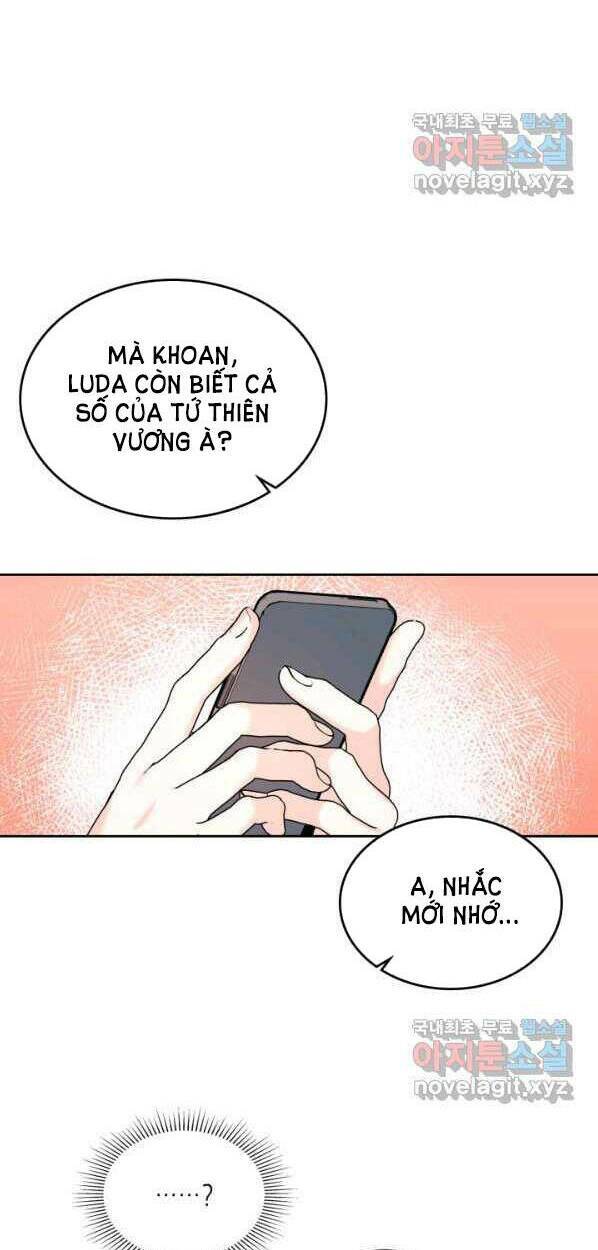 국내최초 무료 웹소설
아지툰소설
novelagit.xyz
MÀ KHOAN,
LUDA CÒN BIẾT CẢ
SỐ CỦA TỨ THIÊN
VƯƠNG À?
A, NHẮC
MỚI NHỚ...
국내최초 무료 웹소설
아지툰소설
novelagit.xyz
......?